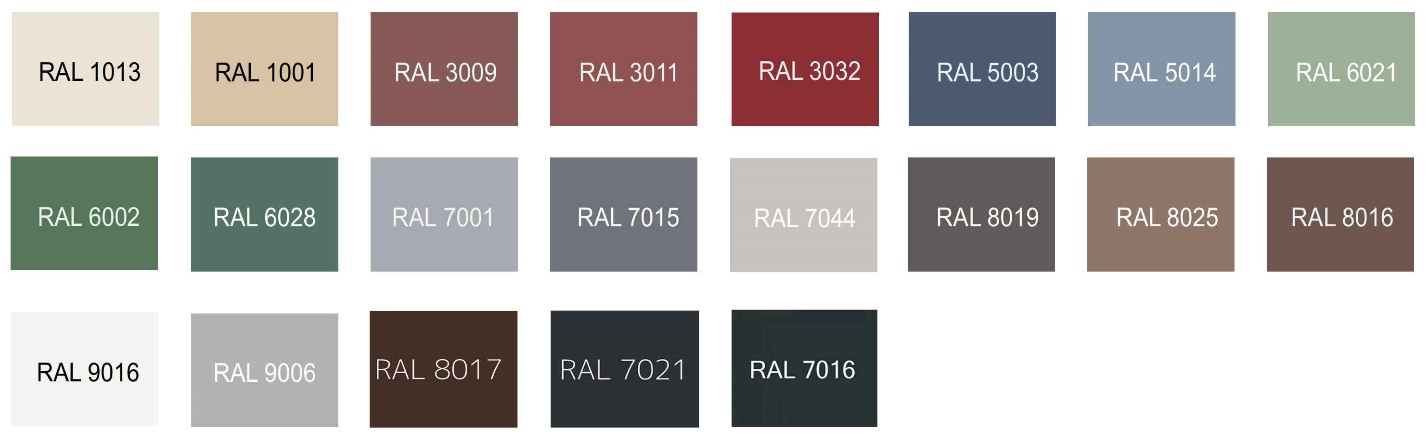 RAL 1013
RAL 1001
RAL 3009
RAL 3011
RAL 3032
RAL 5003
RAL 5014
RAL 6021
RAL 6002
RAL 6028
RAL 7001
RAL 7015
RAL 7044
RAL 8019
RAL 8025
RAL 8016
RAL 9016
RAL 9006
RAL 8017
RAL 7021
RAL 7016